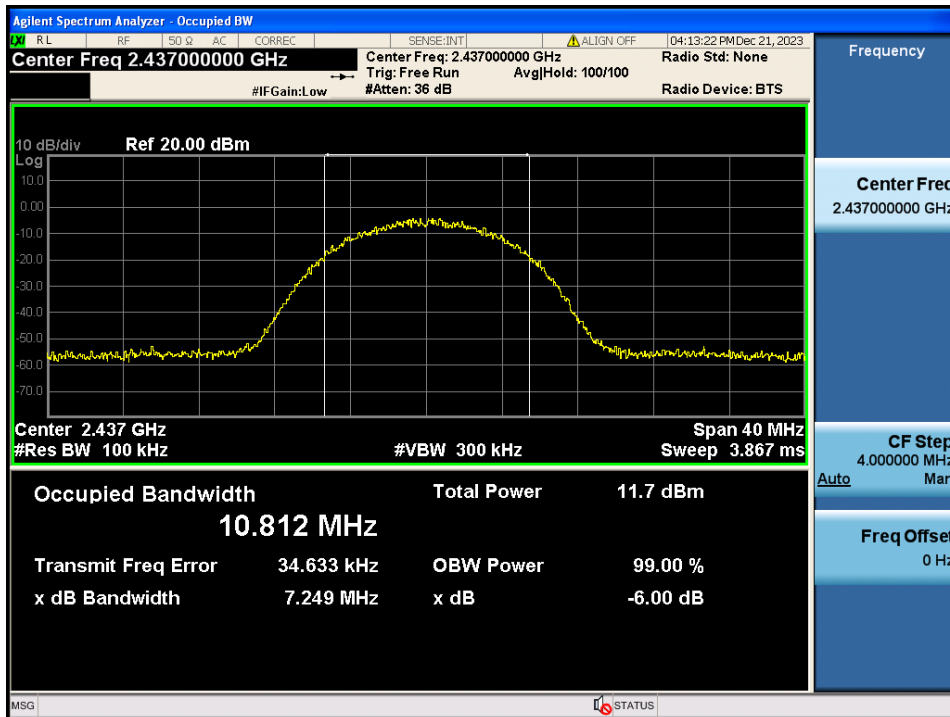 Agilent Spectrum Analyzer - Occupied BW
LXI RL RF 50 Ω AC CORREC SENSE:INT ALIGN OFF 04:13:22 PM Dec 21, 2023
Center Freq 2.437000000 GHz
Center Freq: 2.437000000 GHz Radio Std: None
Trig: Free Run Avg|Hold: 100/100
#IFGain:Low #Atten: 36 dB Radio Device: BTS
10 dB/div Ref 20.00 dBm
Log
10.0
0.00
-10.0
-20.0
-30.0
-40.0
-50.0
-60.0
-70.0
Center 2.437 GHz Span 40 MHz
#Res BW 100 kHz #VBW 300 kHz Sweep 3.867 ms
Occupied Bandwidth Total Power 11.7 dBm
10.812 MHz
Transmit Freq Error 34.633 kHz OBW Power 99.00 %
x dB Bandwidth 7.249 MHz x dB -6.00 dB
Frequency
Center Freq
2.437000000 GHz
CF Step
4.000000 MHz
Auto Man
Freq Offset
0 Hz
MSG STATUS